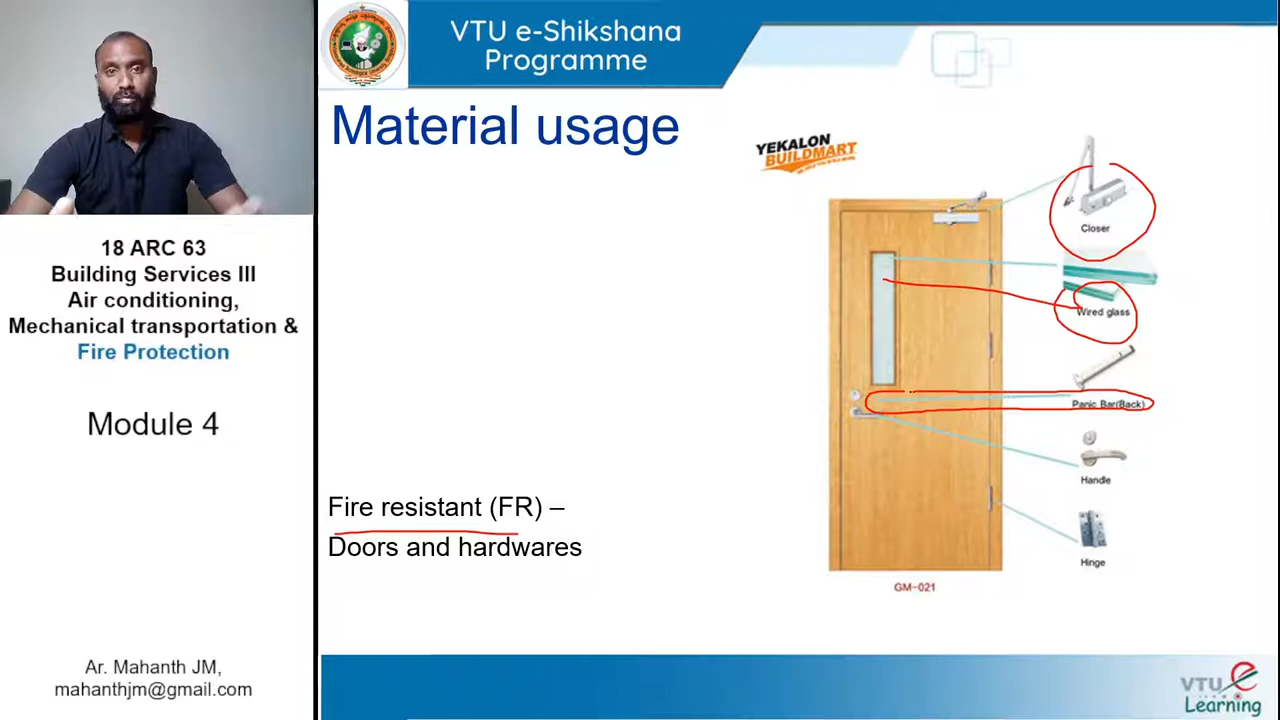 VTU e-Shikshana
Programme
Material usage
YEKALON
BUILDMART
Closer
Wired glass
Panic Bar(Back)
Handle
Hinge
GM-021
Fire resistant (FR) –
Doors and hardwares
18 ARC 63
Building Services III
Air conditioning,
Mechanical transportation &
Fire Protection
Module 4
Ar. Mahanth JM,
mahanthjm@gmail.com
VTU e
Learning